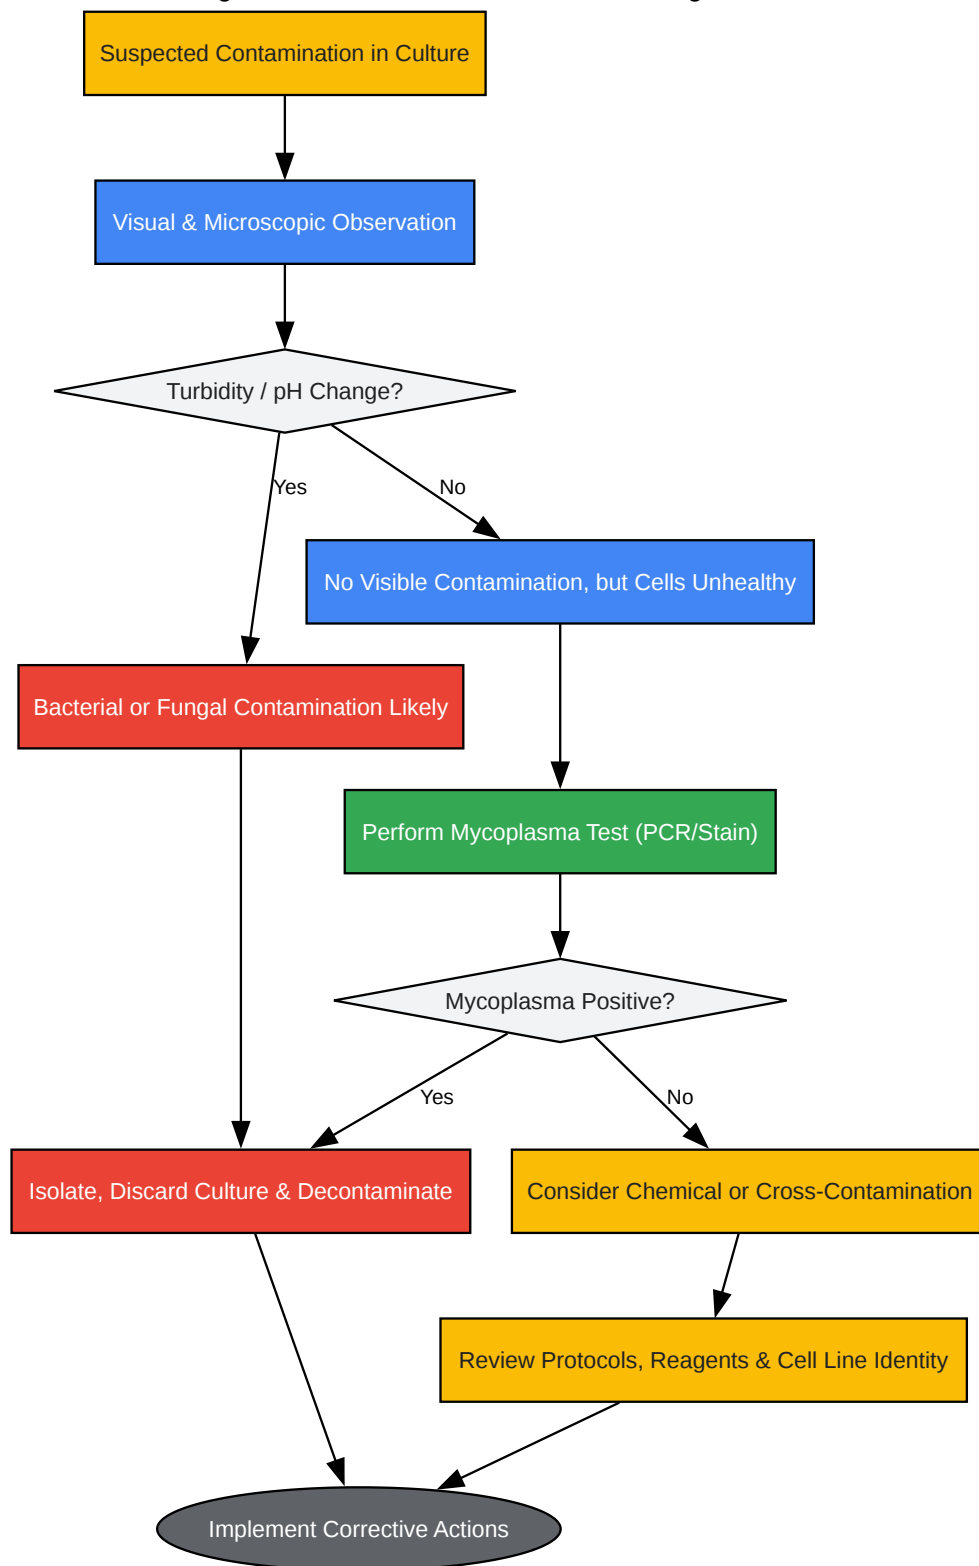 Suspected Contamination in Culture
Visual & Microscopic Observation
Turbidity / pH Change?
Yes
No
No Visible Contamination, but Cells Unhealthy
Bacterial or Fungal Contamination Likely
Perform Mycoplasma Test (PCR/Stain)
Mycoplasma Positive?
Yes
No
Isolate, Discard Culture & Decontaminate
Consider Chemical or Cross-Contamination
Review Protocols, Reagents & Cell Line Identity
Implement Corrective Actions